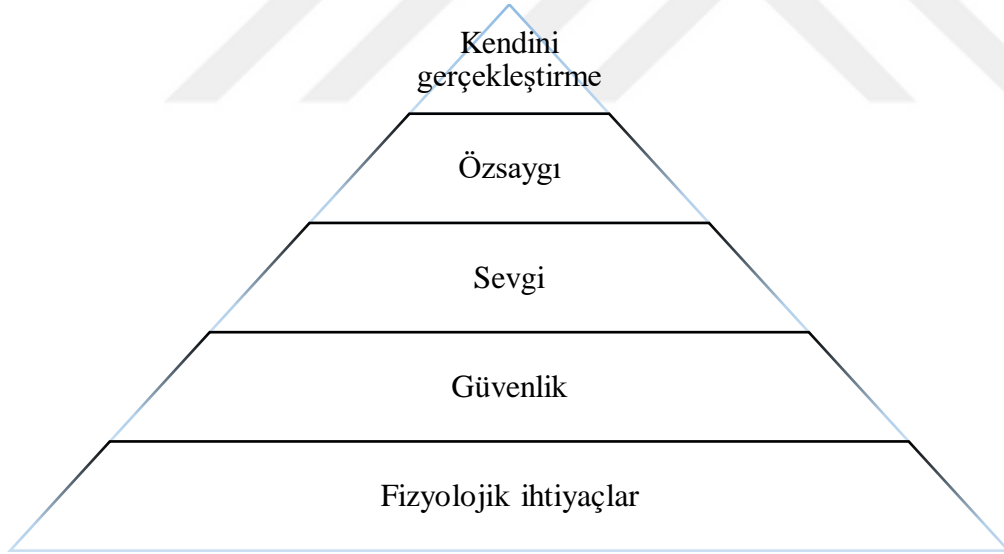 Kendini
gerçekleştirme
Özsaygı
Sevgi
Güvenlik
Fizyolojik ihtiyaçlar